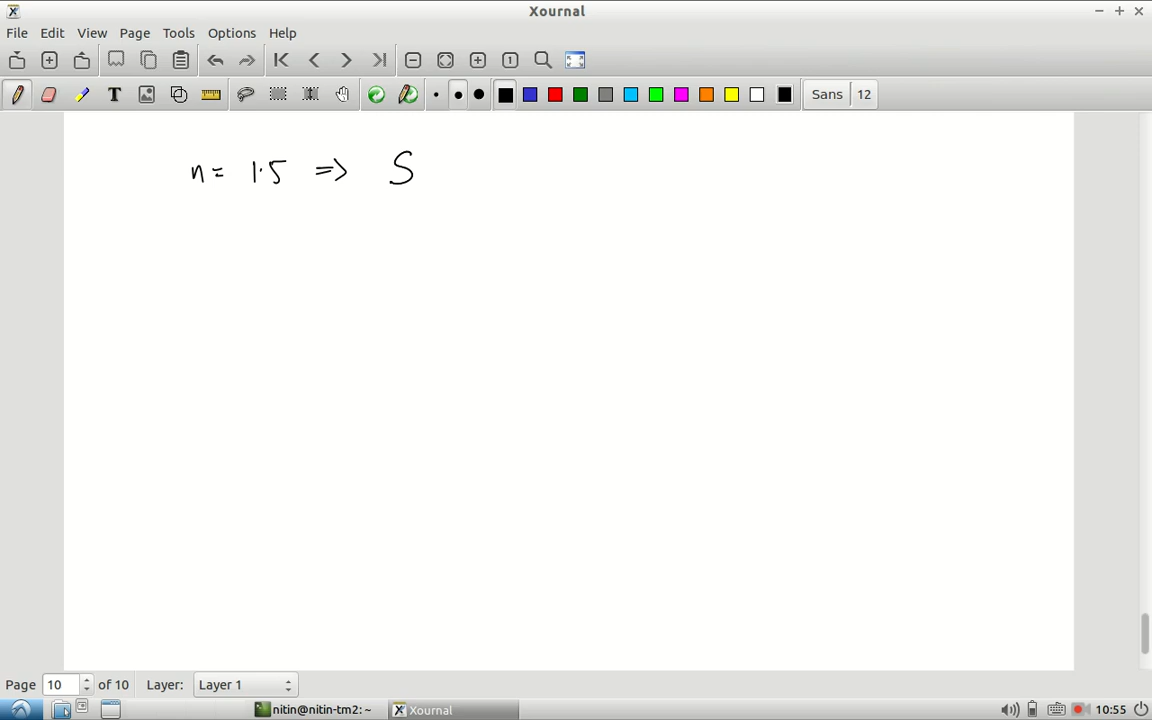 Xournal
File Edit View Page Tools Options Help
Sans 12
n = 1.5 => S
Page 10 of 10 Layer: Layer 1
nitin@nitin-tm2: ~ Xournal 10:55